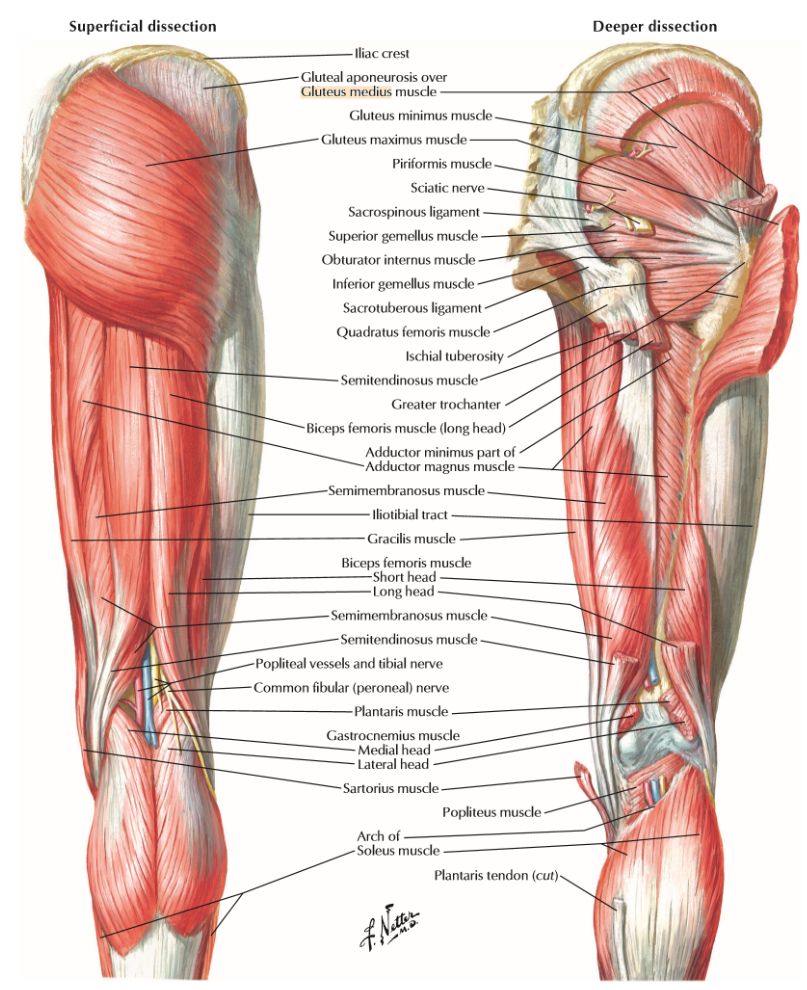 Superficial dissection
Deeper dissection
Iliac crest
Gluteal aponeurosis over
Gluteus medius muscle
Gluteus minimus muscle
Gluteus maximus muscle
Piriformis muscle
Sciatic nerve
Sacrospinous ligament
Superior gemellus muscle
Obturator internus muscle
Inferior gemellus muscle
Sacrotuberous ligament
Quadratus femoris muscle
Ischial tuberosity
Semitendinosus muscle
Greater trochanter
Biceps femoris muscle (long head)
Adductor minimus part of
Adductor magnus muscle
Semimembranosus muscle
Iliotibial tract
Gracilis muscle
Biceps femoris muscle
Short head
Long head
Semimembranosus muscle
Semitendinosus muscle
Popliteal vessels and tibial nerve
Common fibular (peroneal) nerve
Plantaris muscle
Gastrocnemius muscle
Medial head
Lateral head
Sartorius muscle
Popliteus muscle
Arch of
Soleus muscle
Plantaris tendon (cut)
F. Netter
M.D.